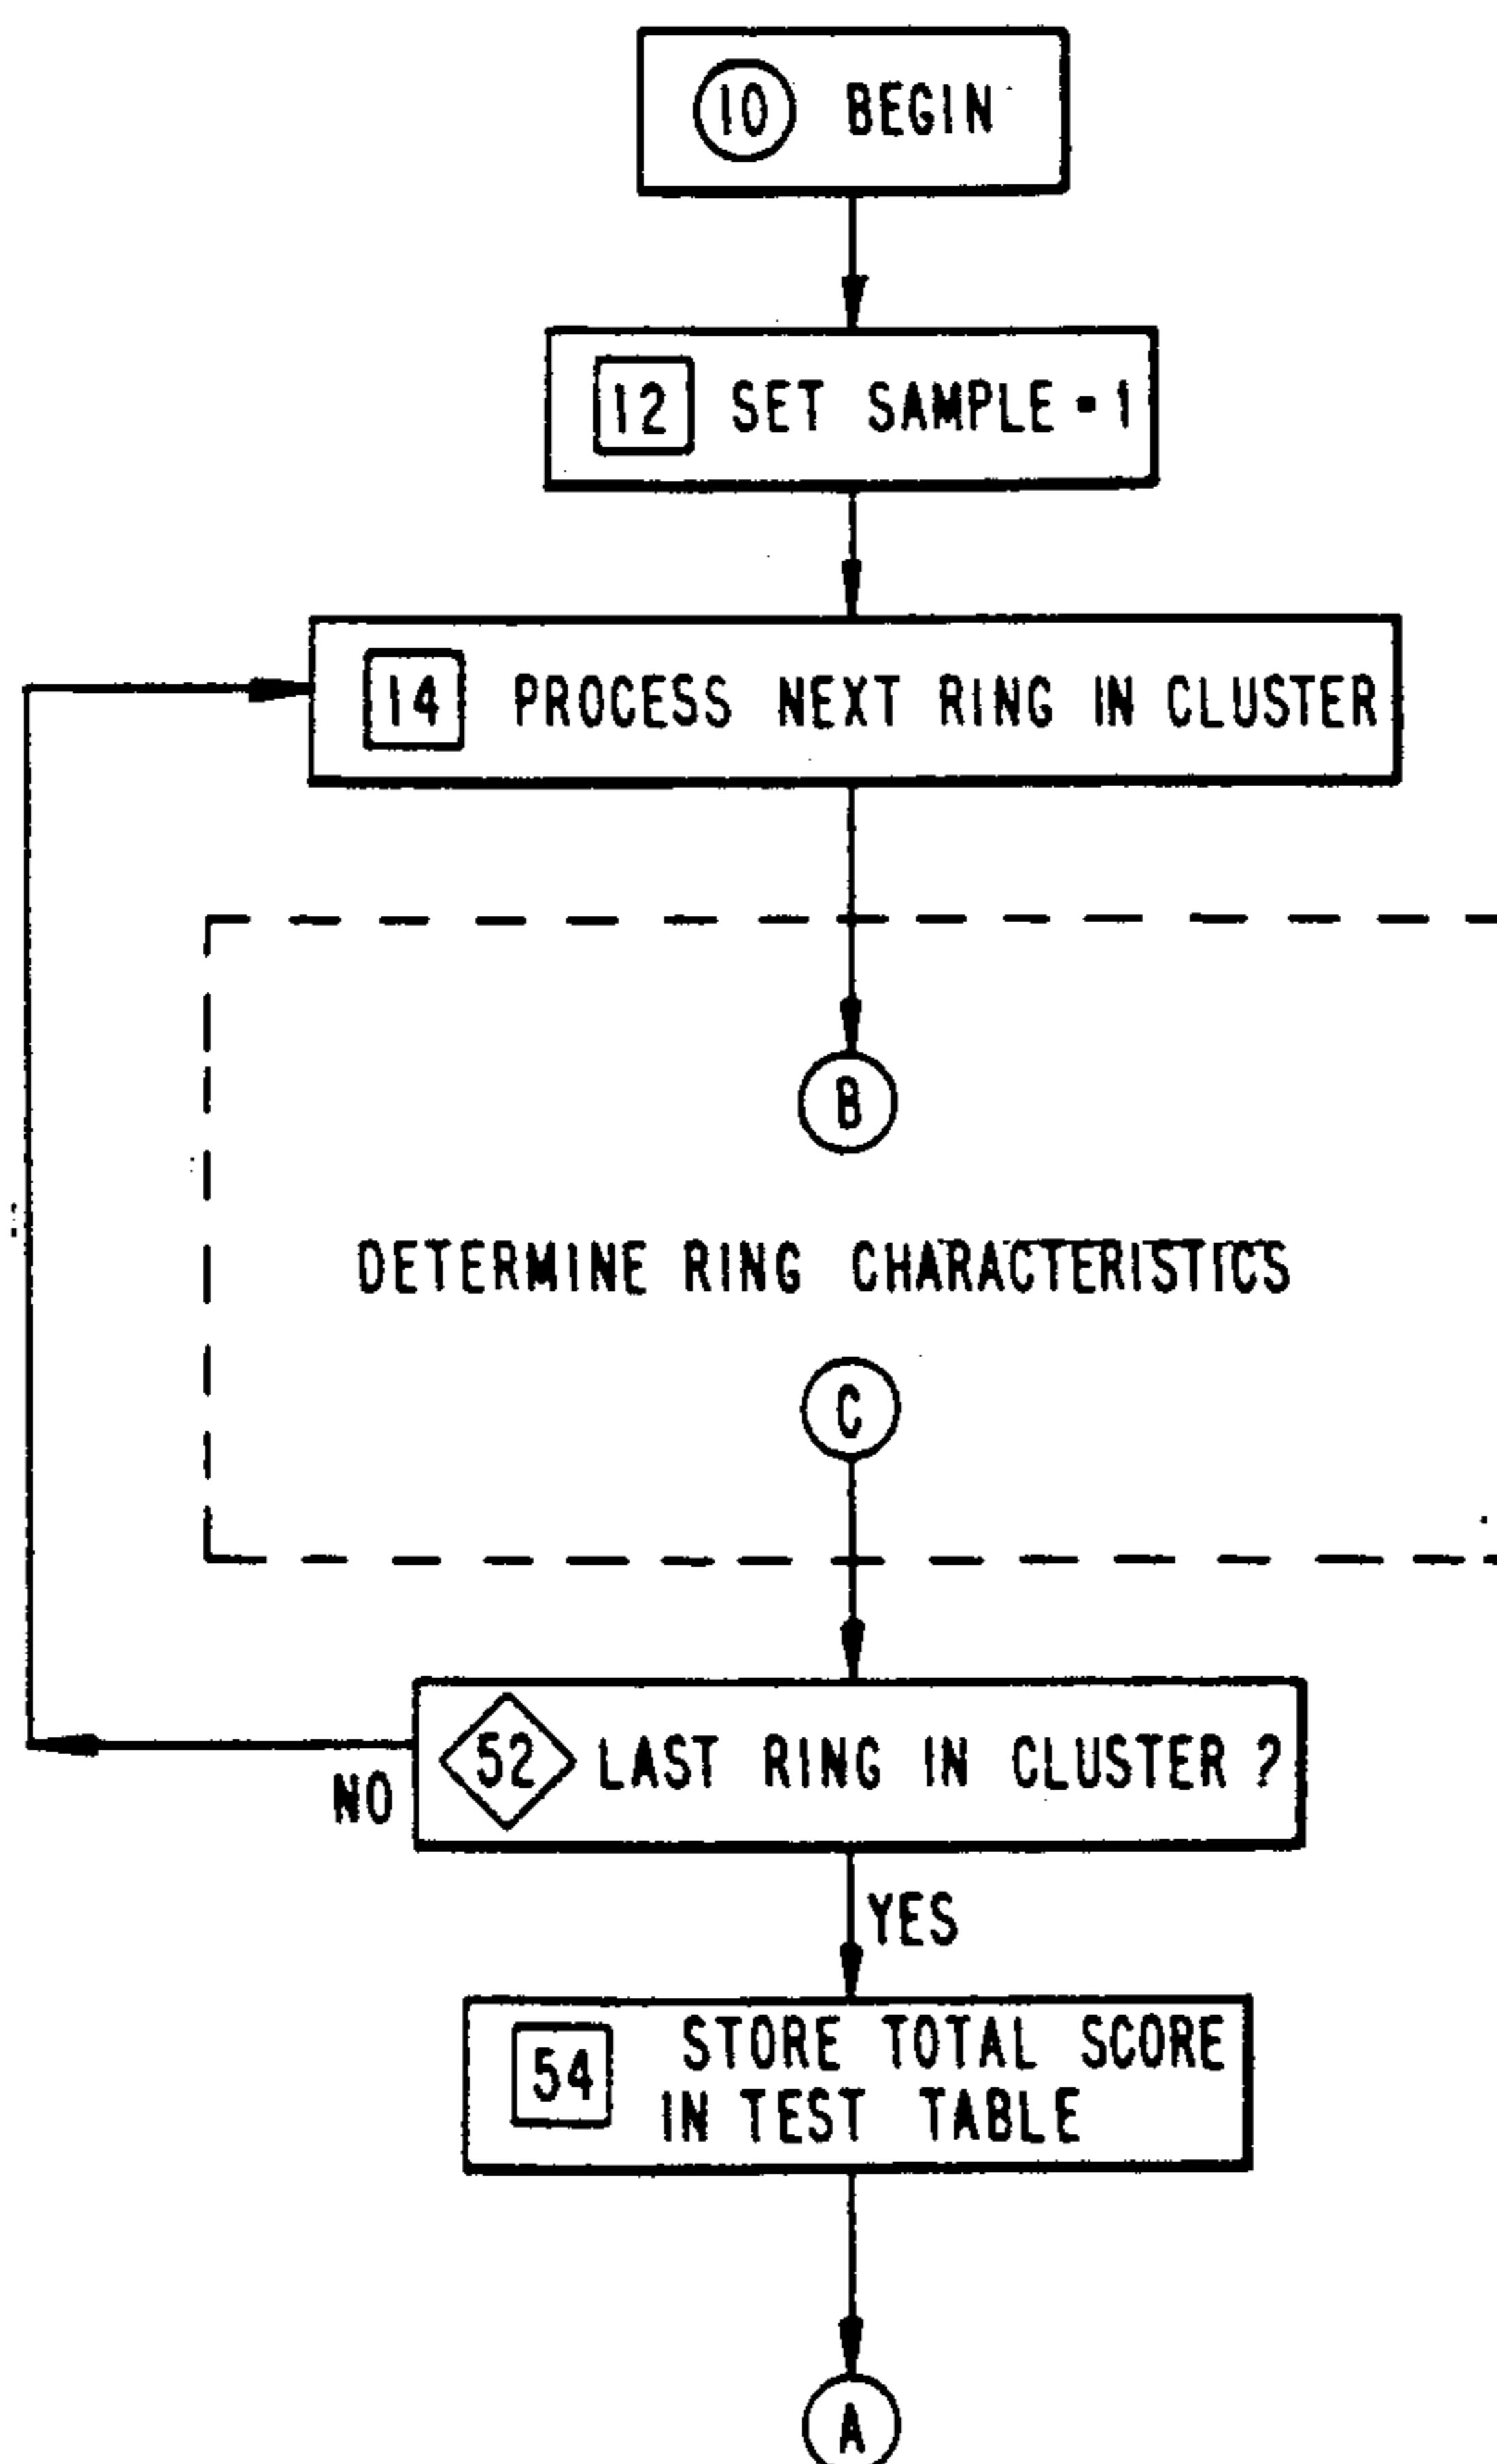 10 BEGIN
12 SET SAMPLE = 1
14 PROCESS NEXT RING IN CLUSTER
B
DETERMINE RING CHARACTERISTICS
C
52 LAST RING IN CLUSTER ?
NO
YES
54 STORE TOTAL SCORE
IN TEST TABLE
A